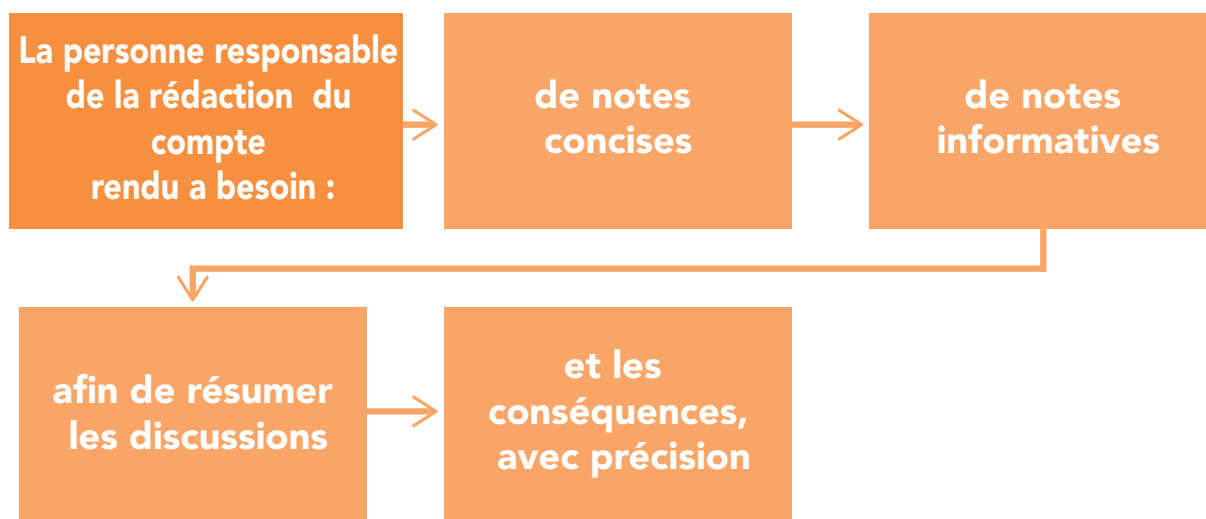 La personne responsable
de la rédaction du
compte
rendu a besoin :
de notes
concises
de notes
informatives
afin de résumer
les discussions
et les
conséquences,
avec précision